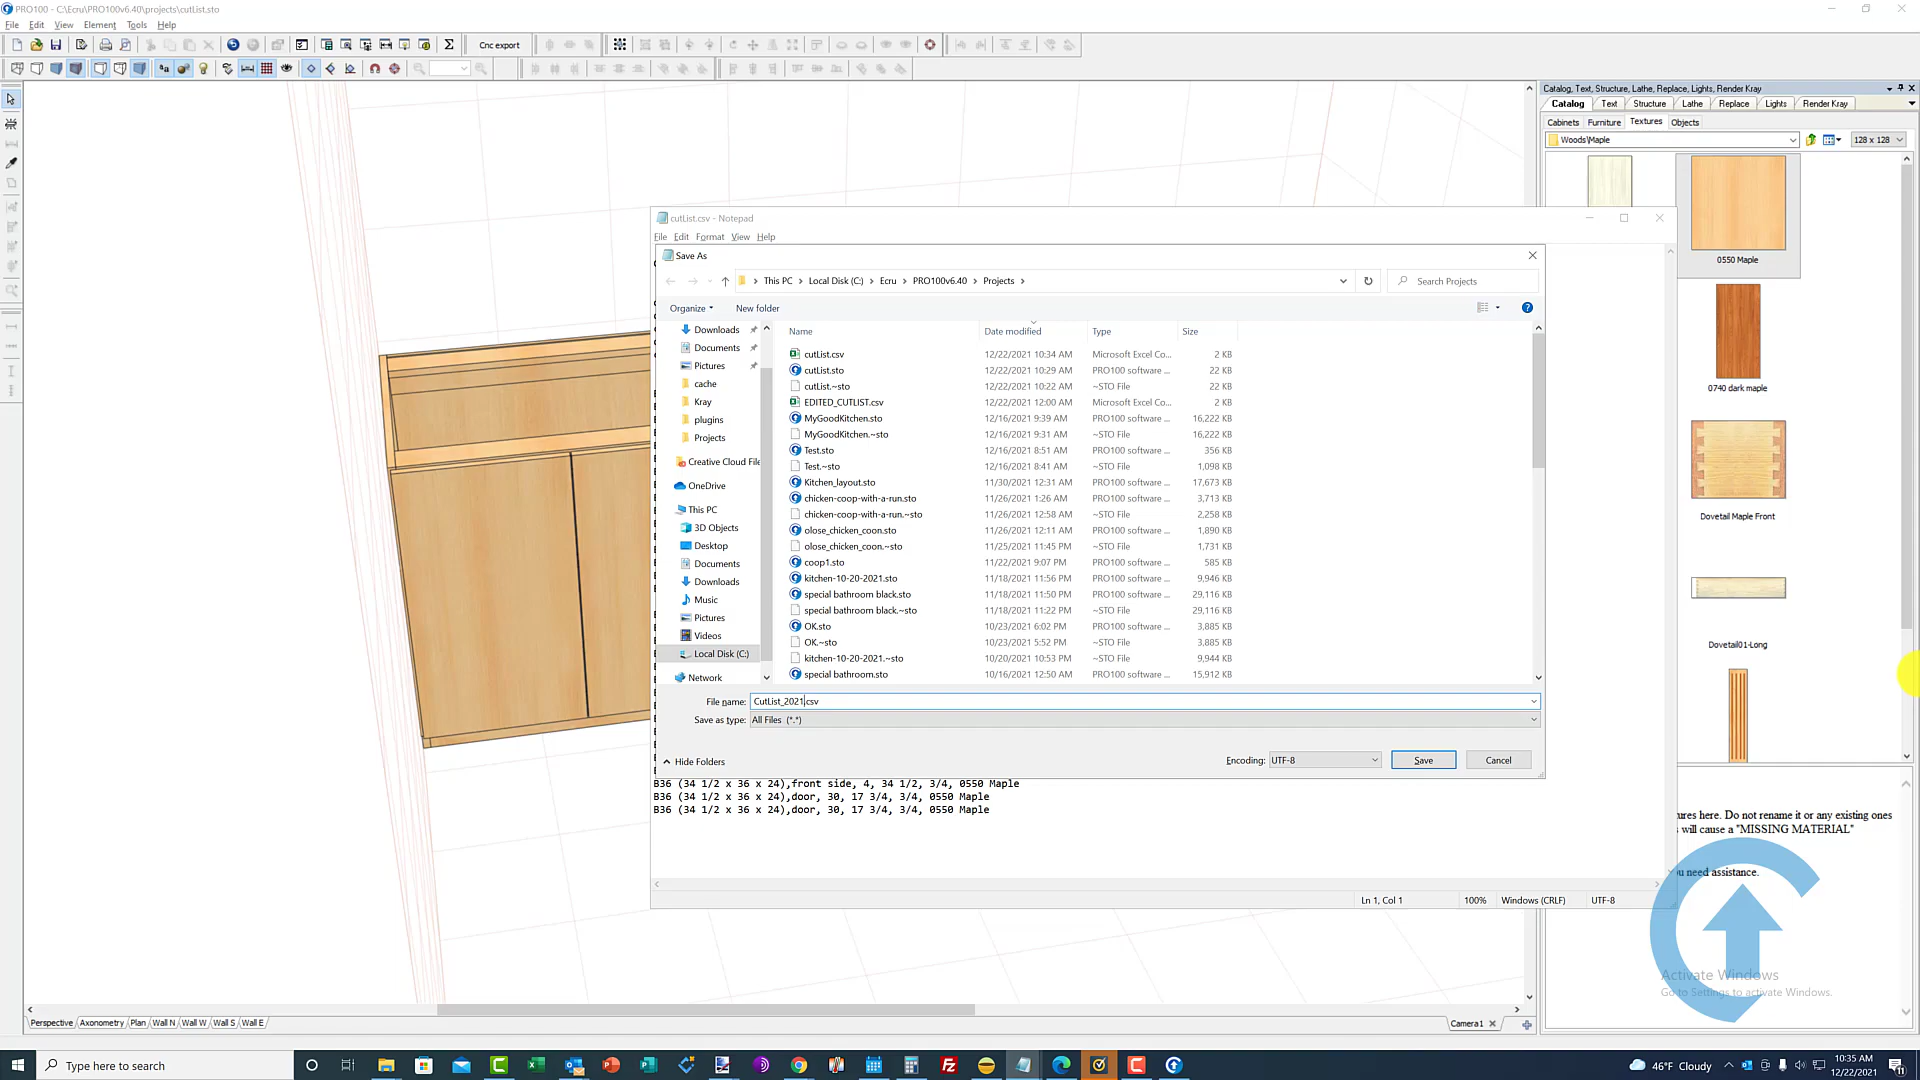 PRO100 - C:\Ecru\PRO100v6.40\projects\cutList.sto
File Edit View Element Tools Help
Cnc export
Catalog, Text, Structure, Lathe, Replace, Lights, Render Kray
Catalog Text Structure Lathe Replace Lights Render Kray
Cabinets Furniture Textures Objects
Woods\Maple 128 x 128
0550 Maple
0740 dark maple
Dovetail Maple Front
Dovetail01-Long
cutList.csv - Notepad
File Edit Format View Help
Save As
This PC Local Disk (C:) Ecru PRO100v6.40 Projects
Search Projects
Organize New folder
Name Date modified Type Size
Downloads
Documents
Pictures
cache
Kray
plugins
Projects
Creative Cloud File
OneDrive
This PC
3D Objects
Desktop
Documents
Downloads
Music
Pictures
Videos
Local Disk (C:)
Network
cutList.csv 12/22/2021 10:34 AM Microsoft Excel Co... 2 KB
cutList.sto 12/22/2021 10:29 AM PRO100 software ... 22 KB
cutList.~sto 12/22/2021 10:22 AM ~STO File 22 KB
EDITED_CUTLIST.csv 12/22/2021 12:00 AM Microsoft Excel Co... 2 KB
MyGoodKitchen.sto 12/16/2021 9:39 AM PRO100 software ... 16,222 KB
MyGoodKitchen.~sto 12/16/2021 9:31 AM ~STO File 16,222 KB
Test.sto 12/16/2021 8:51 AM PRO100 software ... 356 KB
Test.~sto 12/16/2021 8:41 AM ~STO File 1,098 KB
Kitchen_layout.sto 11/30/2021 12:31 AM PRO100 software ... 17,673 KB
chicken-coop-with-a-run.sto 11/26/2021 1:26 AM PRO100 software ... 3,713 KB
chicken-coop-with-a-run.~sto 11/26/2021 12:58 AM ~STO File 2,258 KB
olose_chicken_coon.sto 11/26/2021 12:11 AM PRO100 software ... 1,890 KB
olose_chicken_coon.~sto 11/25/2021 11:45 PM ~STO File 1,731 KB
coop1.sto 11/22/2021 9:07 PM PRO100 software ... 585 KB
kitchen-10-20-2021.sto 11/18/2021 11:56 PM PRO100 software ... 9,946 KB
special bathroom black.sto 11/18/2021 11:50 PM PRO100 software ... 29,116 KB
special bathroom black.~sto 11/18/2021 11:22 PM ~STO File 29,116 KB
OK.sto 10/23/2021 6:02 PM PRO100 software ... 3,885 KB
OK.~sto 10/23/2021 5:52 PM ~STO File 3,885 KB
kitchen-10-20-2021.~sto 10/20/2021 10:53 PM ~STO File 9,944 KB
special bathroom.sto 10/16/2021 12:50 AM PRO100 software ... 15,912 KB
File name: CutList_2021.csv
Save as type: All Files (*.*)
Hide Folders Encoding: UTF-8 Save Cancel
B36 (34 1/2 x 36 x 24),front side, 4, 34 1/2, 3/4, 0550 Maple
B36 (34 1/2 x 36 x 24),door, 30, 17 3/4, 3/4, 0550 Maple
B36 (34 1/2 x 36 x 24),door, 30, 17 3/4, 3/4, 0550 Maple
Ln 1, Col 1 100% Windows (CRLF) UTF-8
ures here. Do not rename it or any existing ones
will cause a "MISSING MATERIAL"
u need assistance.
Activate Windows
Go to Settings to activate Windows.
Perspective Axonometry Plan Wall N Wall W Wall S Wall E
Camera1
Type here to search
46°F Cloudy
10:35 AM
12/22/2021